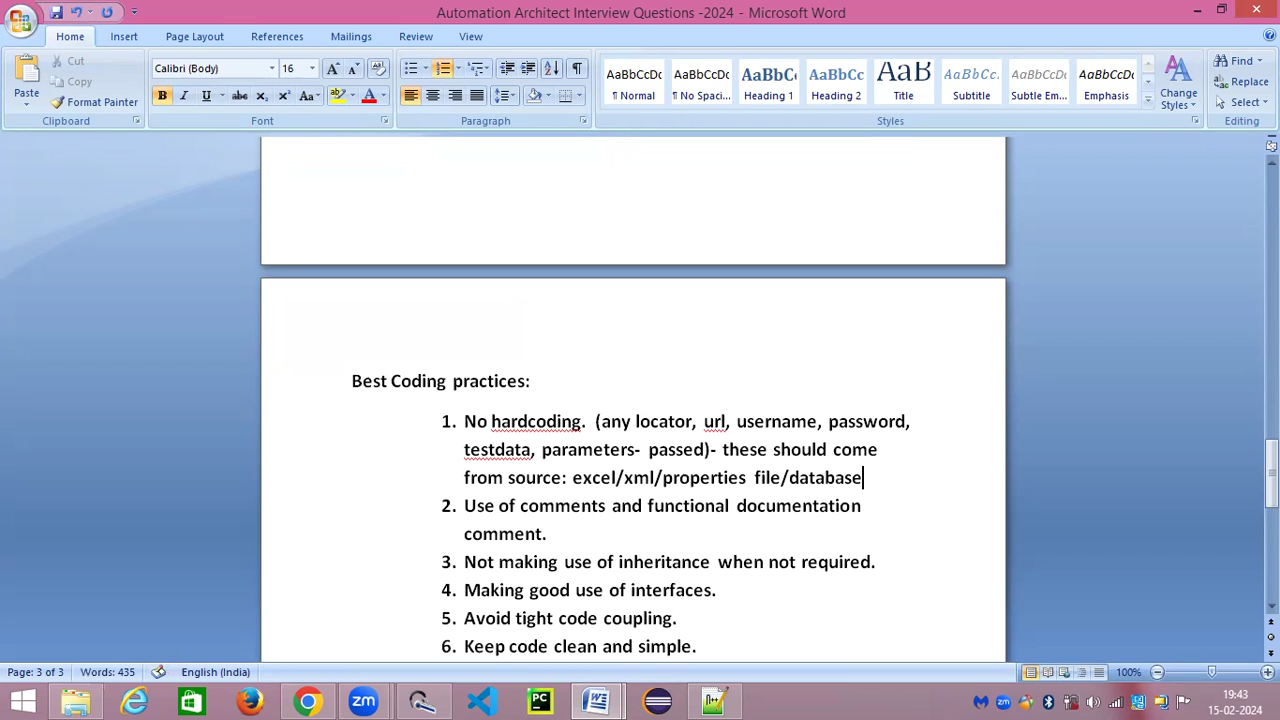 Automation Architect Interview Questions -2024 - Microsoft Word
Home Insert Page Layout References Mailings Review View
Paste
Cut
Copy
Format Painter
Clipboard
Calibri (Body) 16
B I U abc x₂ x² Aa
Font
Paragraph
AaBbCcDc AaBbCcDc AaBbCc AaBbCc AaB AaBbCc. AaBbCcDc AaBbCcDc
¶ Normal ¶ No Spaci... Heading 1 Heading 2 Title Subtitle Subtle Em... Emphasis
Change Styles
Styles
Find
Replace
Select
Editing
Best Coding practices:
1. No hardcoding. (any locator, url, username, password,
testdata, parameters- passed)- these should come
from source: excel/xml/properties file/database
2. Use of comments and functional documentation
comment.
3. Not making use of inheritance when not required.
4. Making good use of interfaces.
5. Avoid tight code coupling.
6. Keep code clean and simple.
Page: 3 of 3 Words: 435 English (India) 100%
19:43
15-02-2024